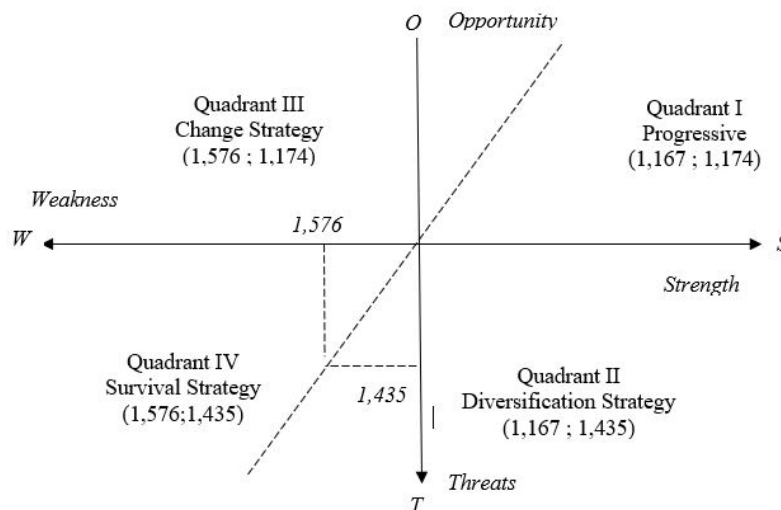 O Opportunity
Quadrant III
Change Strategy
(1,576 ; 1,174)
Quadrant I
Progressive
(1,167 ; 1,174)
Weakness
1,576
W
S
Strength
Quadrant IV
Survival Strategy
(1,576;1,435)
1,435
Quadrant II
Diversification Strategy
(1,167 ; 1,435)
Threats
T